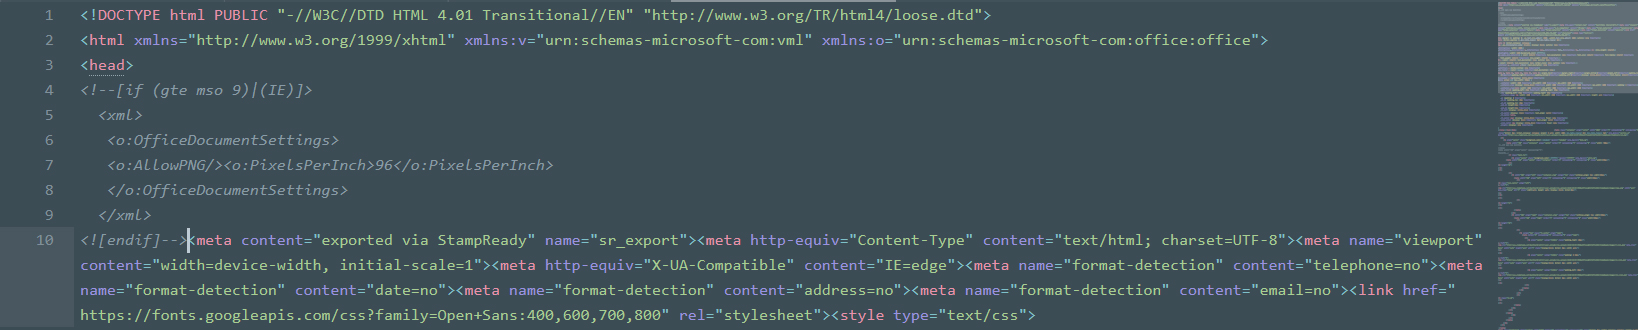 1 <!DOCTYPE html PUBLIC "-//W3C//DTD HTML 4.01 Transitional//EN" "http://www.w3.org/TR/html4/loose.dtd">
2 <html xmlns="http://www.w3.org/1999/xhtml" xmlns:v="urn:schemas-microsoft-com:vml" xmlns:o="urn:schemas-microsoft-com:office:office">
3 <head>
4 <!--[if (gte mso 9)|(IE)]>
5 <xml>
6 <o:OfficeDocumentSettings>
7 <o:AllowPNG/><o:PixelsPerInch>96</o:PixelsPerInch>
8 </o:OfficeDocumentSettings>
9 </xml>
10 <![endif]--><meta content="exported via StampReady" name="sr_export"><meta http-equiv="Content-Type" content="text/html; charset=UTF-8"><meta name="viewport"
content="width=device-width, initial-scale=1"><meta http-equiv="X-UA-Compatible" content="IE=edge"><meta name="format-detection" content="telephone=no"><meta
name="format-detection" content="date=no"><meta name="format-detection" content="address=no"><meta name="format-detection" content="email=no"><link href="
https://fonts.googleapis.com/css?family=Open+Sans:400,600,700,800" rel="stylesheet"><style type="text/css">